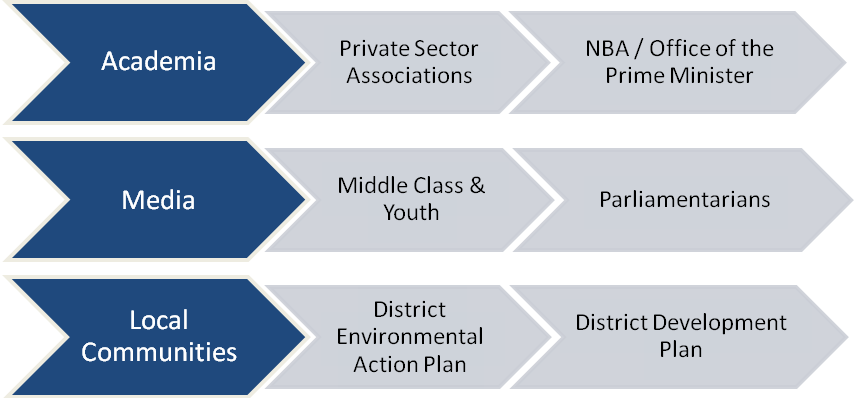 Academia
Private Sector
Associations
NBA / Office of the
Prime Minister
Media
Middle Class &
Youth
Parliamentarians
Local
Communities
District
Environmental
Action Plan
District Development
Plan